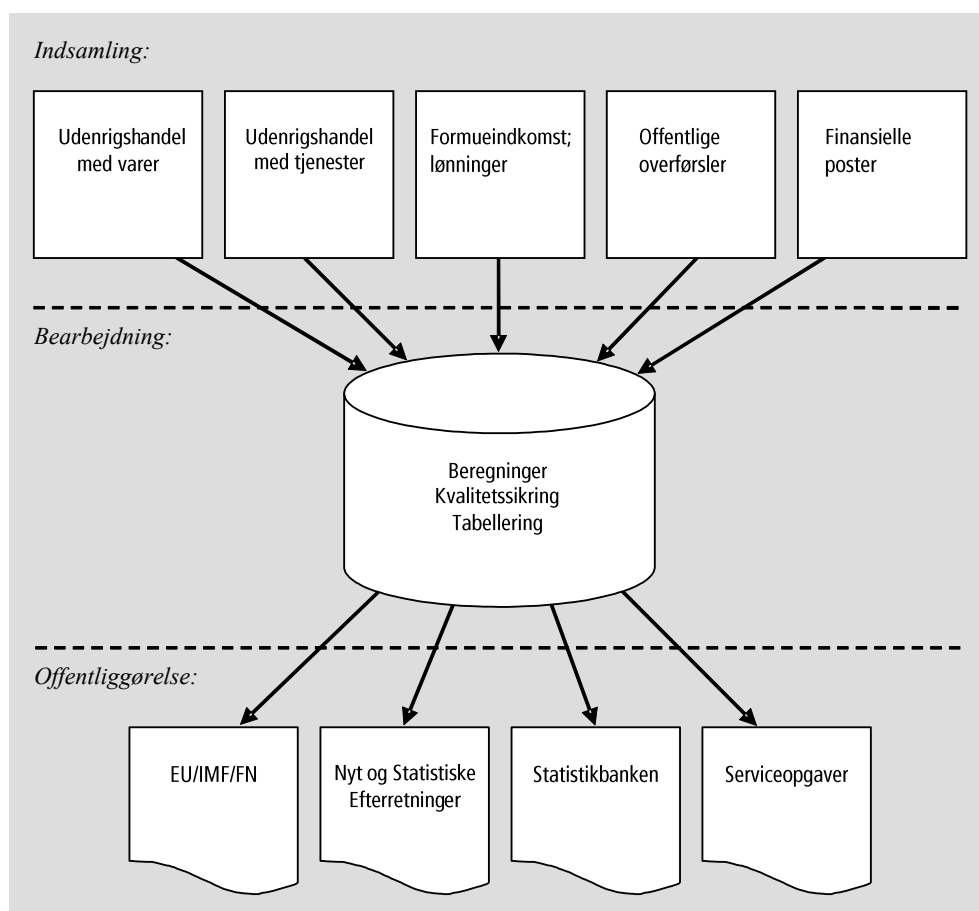 Indsamling:
Udenrigshandel
med varer
Udenrigshandel
med tjenester
Formueindkomst;
lønninger
Offentlige
overførsler
Finansielle
poster
Bearbejdning:
Beregninger
Kvalitetssikring
Tabellering
Offentliggørelse:
EU/IMF/FN
Nyt og Statistiske
Efterretninger
Statistikbanken
Serviceopgaver